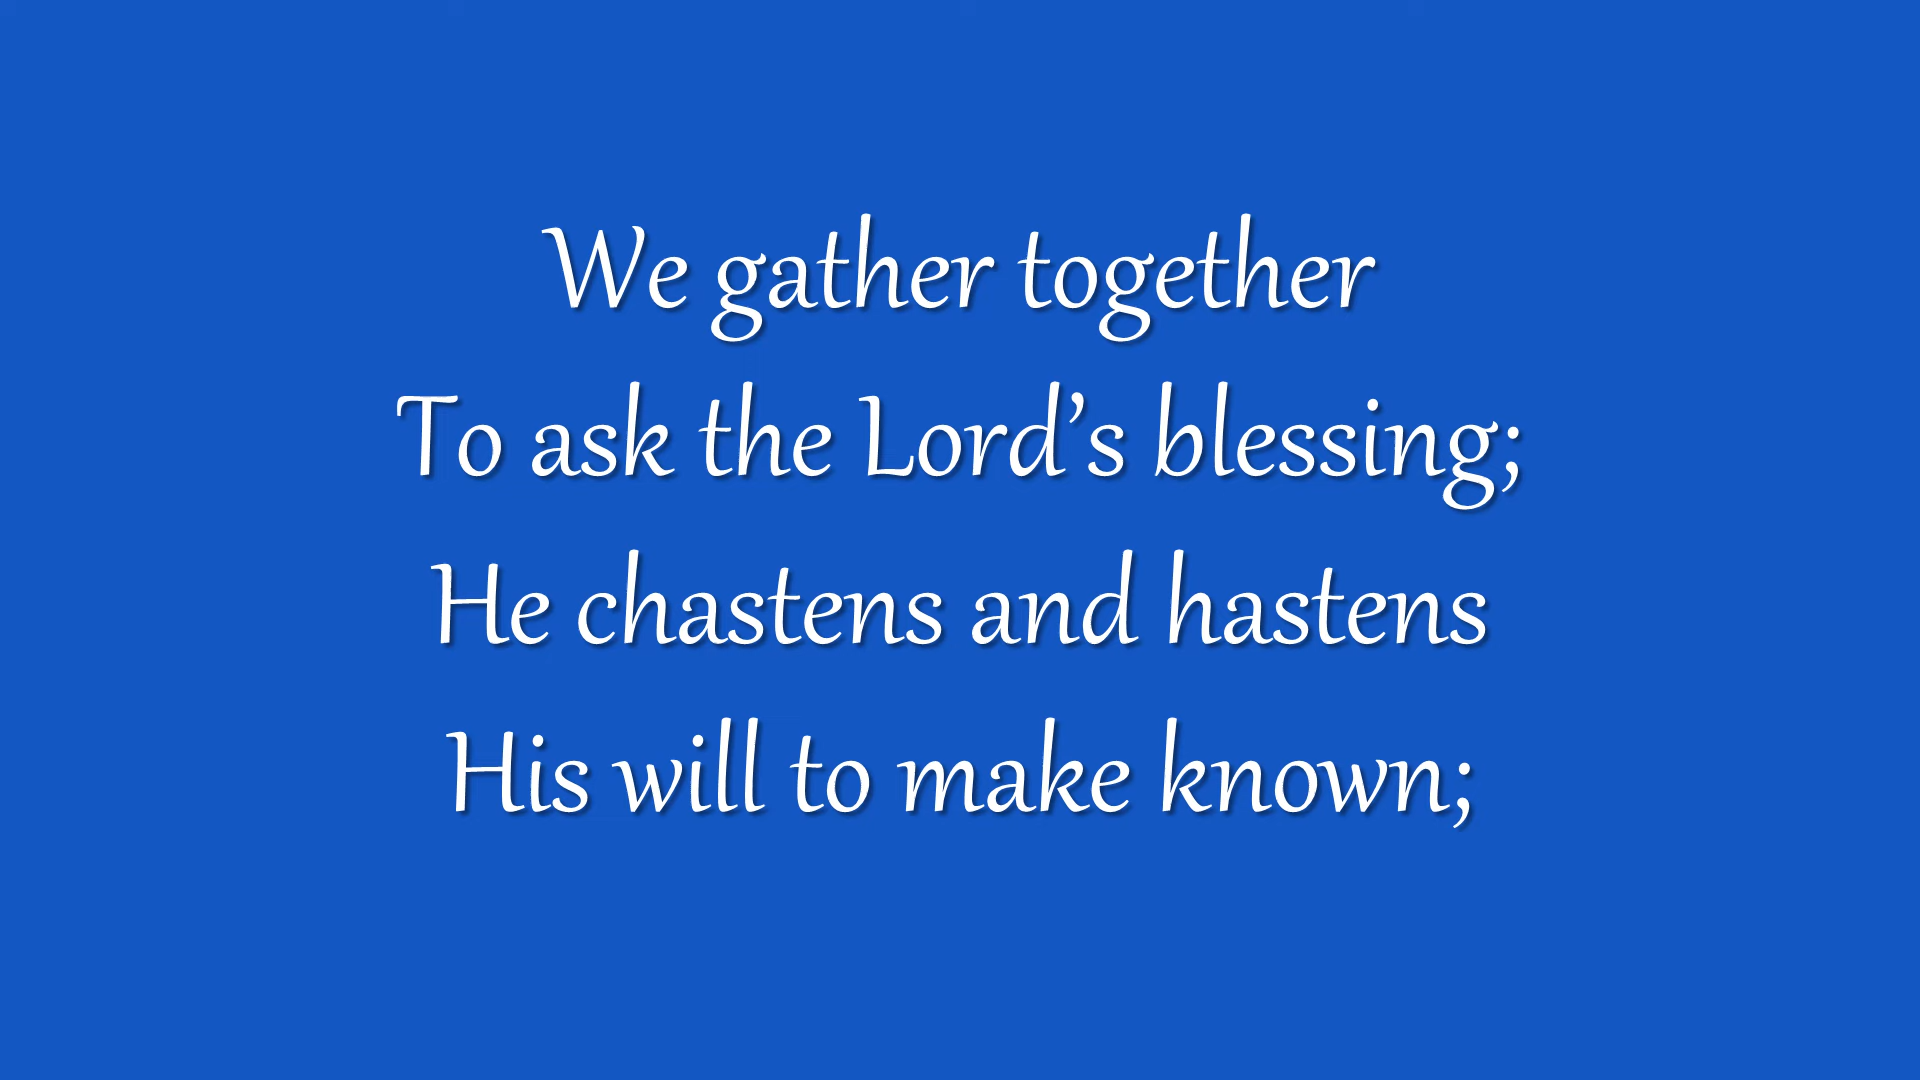 We gather together
To ask the Lord’s blessing;
He chastens and hastens
His will to make known;